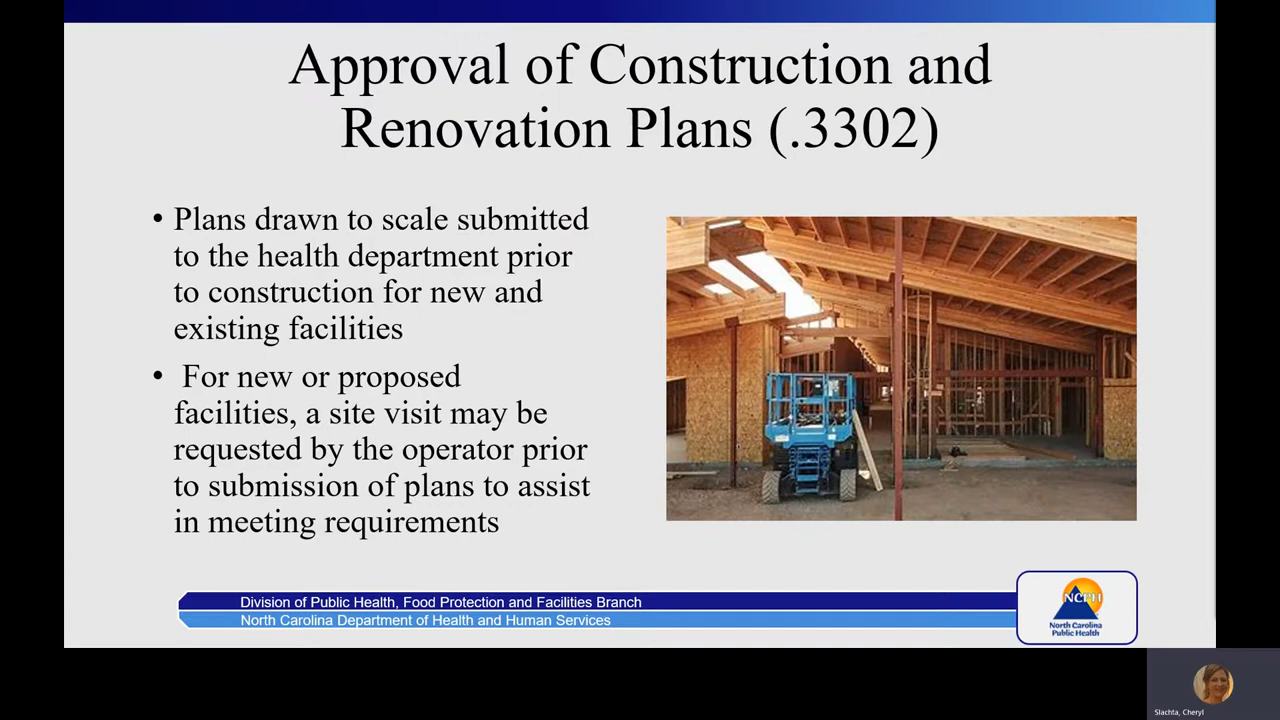 Approval of Construction and
Renovation Plans (.3302)
• Plans drawn to scale submitted
to the health department prior
to construction for new and
existing facilities
• For new or proposed
facilities, a site visit may be
requested by the operator prior
to submission of plans to assist
in meeting requirements
Division of Public Health, Food Protection and Facilities Branch
North Carolina Department of Health and Human Services
NCPH
North Carolina
Public Health
Slachta, Cheryl